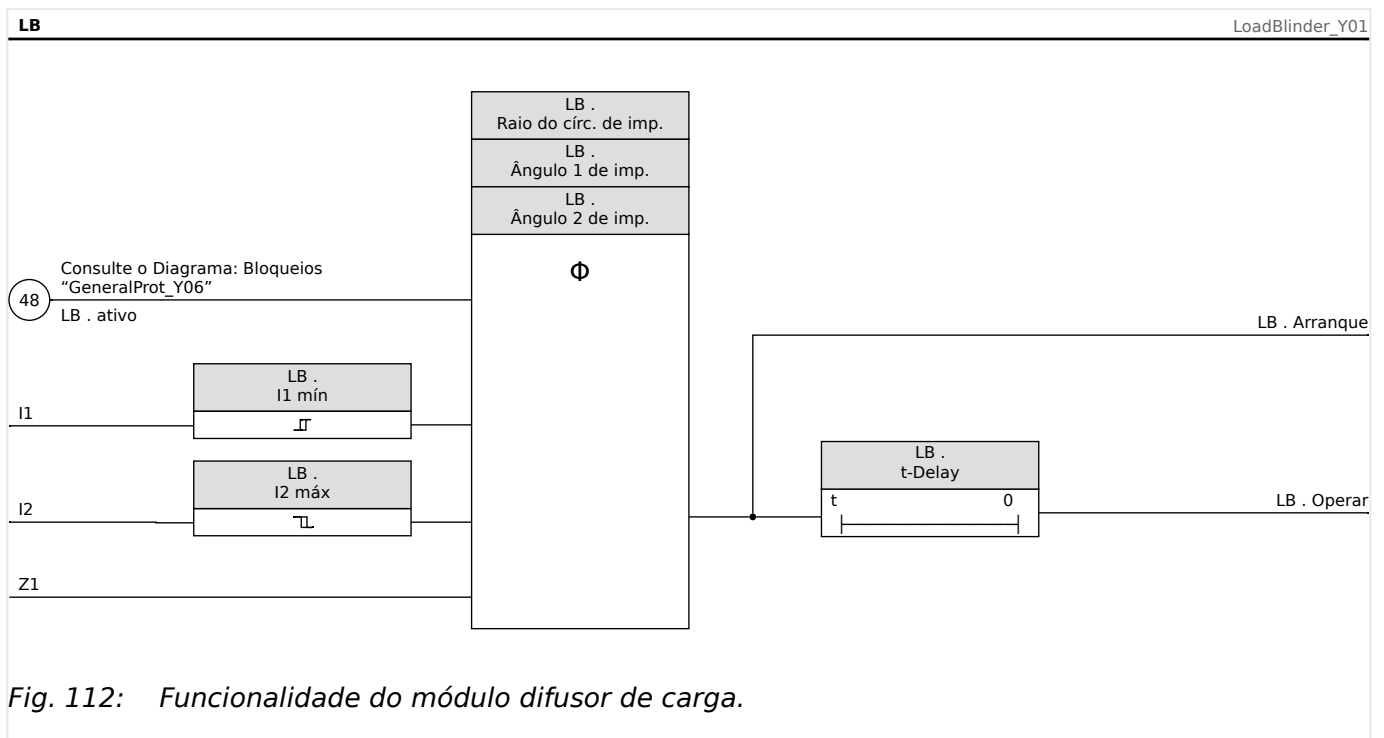 LB
LoadBlinder_Y01
LB .
Raio do círc. de imp.
LB .
Ângulo 1 de imp.
LB .
Ângulo 2 de imp.
Φ
48
Consulte o Diagrama: Bloqueios
“GeneralProt_Y06”
LB . ativo
LB . Arranque
LB .
I1 mín
I1
LB .
I2 máx
I2
LB .
t-Delay
t 0
LB . Operar
Z1
Fig. 112: Funcionalidade do módulo difusor de carga.